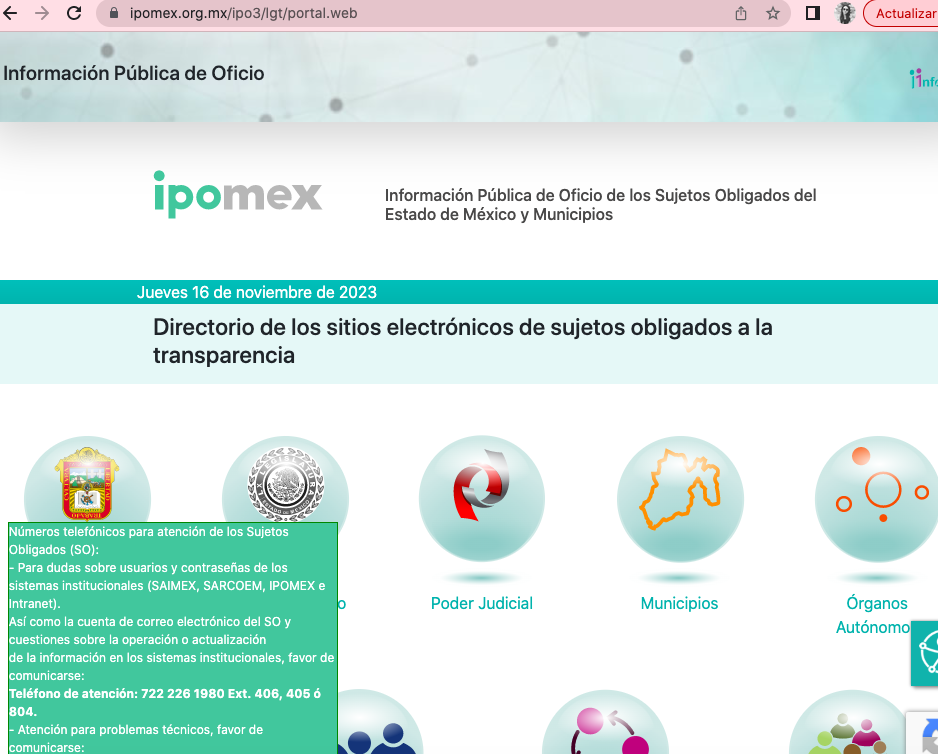 ipomex.org.mx/ipo3/lgt/portal.web
Actualizar
Información Pública de Oficio
ipomex
Información Pública de Oficio de los Sujetos Obligados del
Estado de México y Municipios
Jueves 16 de noviembre de 2023
Directorio de los sitios electrónicos de sujetos obligados a la
transparencia
Poder Judicial
Municipios
Órganos
Números telefónicos para atención de los Sujetos
Obligados (SO):
- Para dudas sobre usuarios y contraseñas de los
sistemas institucionales (SAIMEX, SARCOEM, IPOMEX e
Intranet).
Así como la cuenta de correo electrónico del SO y
cuestiones sobre la operación o actualización
de la información en los sistemas institucionales, favor de
comunicarse:
Teléfono de atención: 722 226 1980 Ext. 406, 405 ó
804.
- Atención para problemas técnicos, favor de
comunicarse: